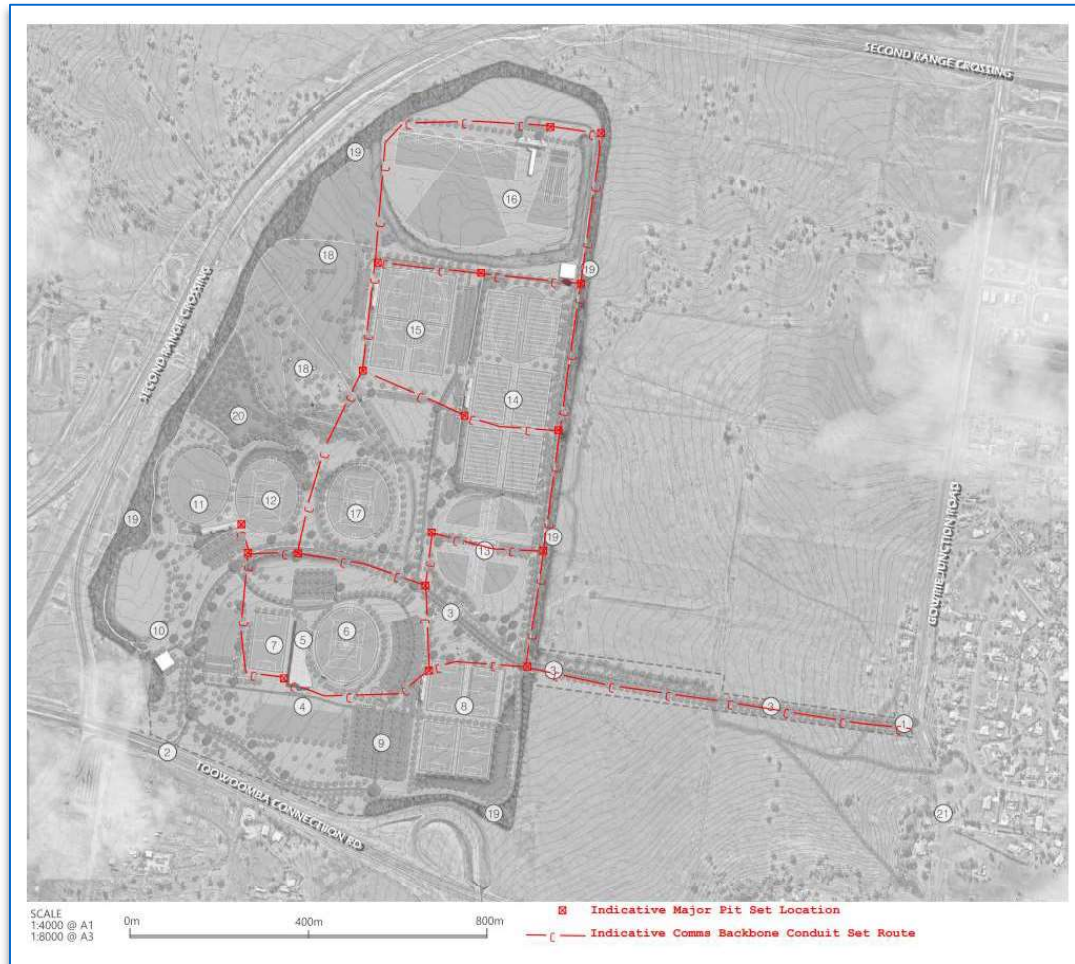 SECOND RANGE CROSSING
19
16
18
19
SECOND RANGE CROSSING
15
18
14
20
11
12
17
19
19
13
3
10
7
5
6
3
4
8
3
1
2
9
TOOWOOMBA CONNECTION RD
19
21
COWRIE JUNCTION ROAD
SCALE
1:4000 @ A1
1:8000 @ A3
0m 400m 800m
Indicative Major Pit Set Location
Indicative Comms Backbone Conduit Set Route